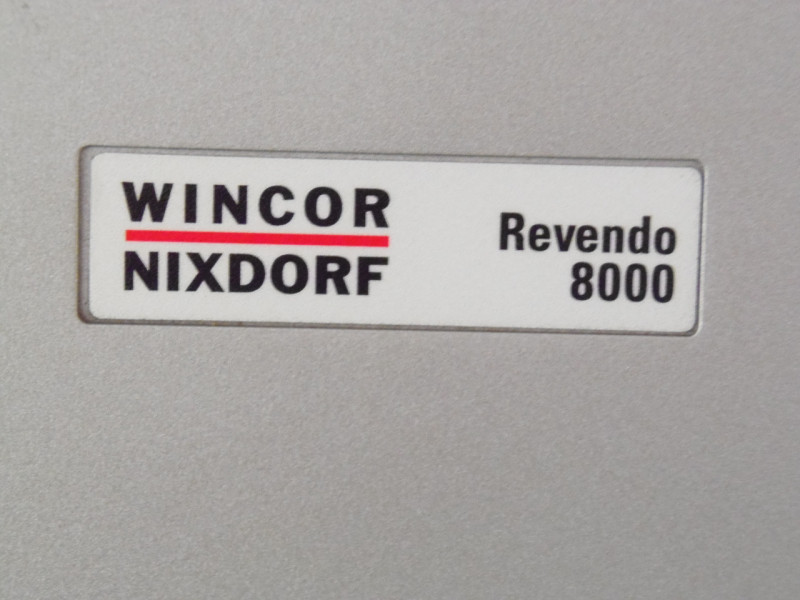 WINCOR
NIXDORF
Revendo
8000